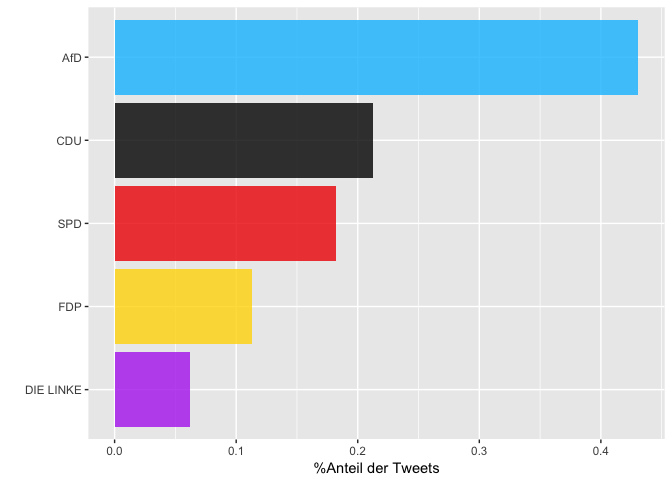 AfD
CDU
SPD
FDP
DIE LINKE
0.0 0.1 0.2 0.3 0.4
%Anteil der Tweets